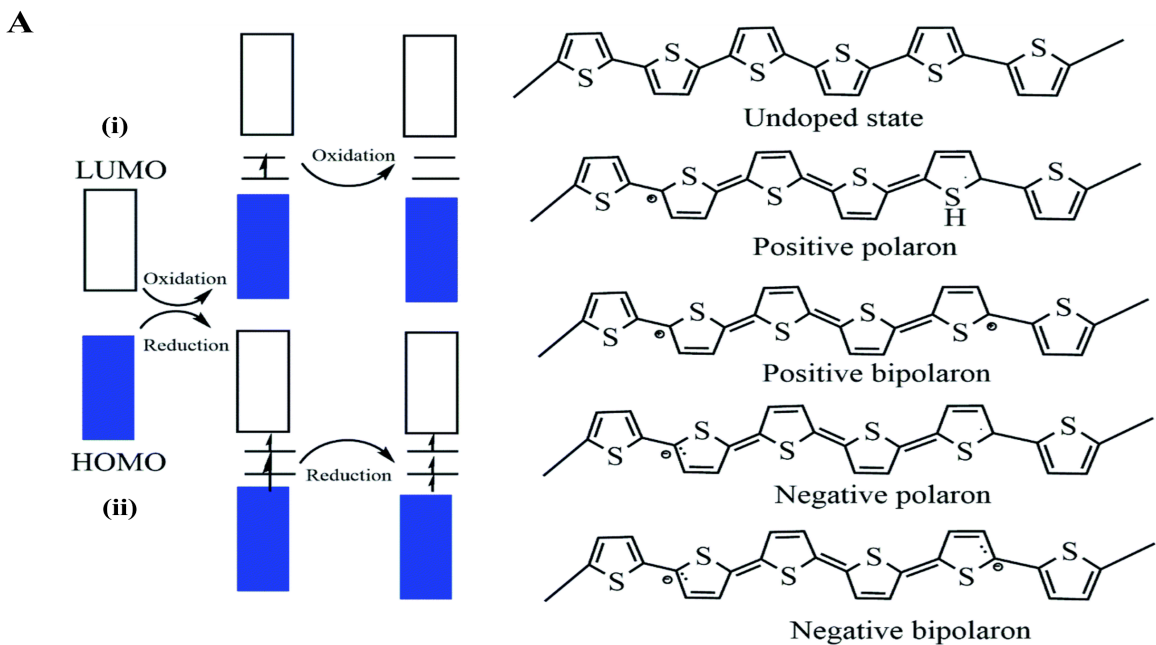 A
(i)
LUMO
Oxidation
Reduction
HOMO
(ii)
Oxidation
Reduction
S S S S S S
Undoped state
S S S S S S
⊕
H
Positive polaron
S S S S S S
⊕ ⊕
Positive bipolaron
S S S S S S
⊖
Negative polaron
S S S S S S
⊖ ⊖
Negative bipolaron